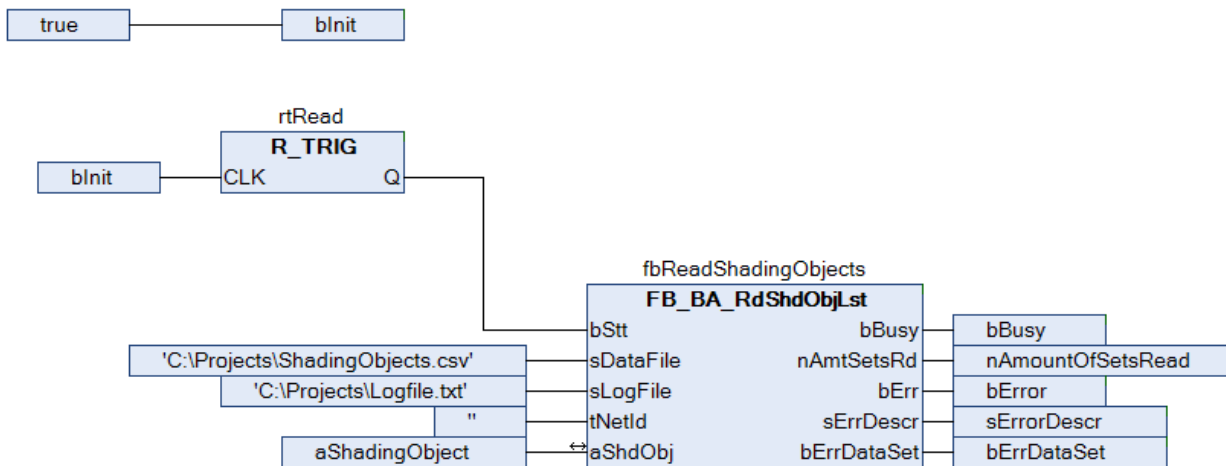 true bInit
rtRead
R_TRIG
bInit CLK Q
fbReadShadingObjects
FB_BA_RdShdObjLst
bStt bBusy bBusy
'C:\Projects\ShadingObjects.csv' sDataFile nAmtSetsRd nAmountOfSetsRead
'C:\Projects\Logfile.txt' sLogFile bErr bError
'' tNetId sErrDescr sErrorDescr
aShadingObject aShdObj bErrDataSet bErrDataSet